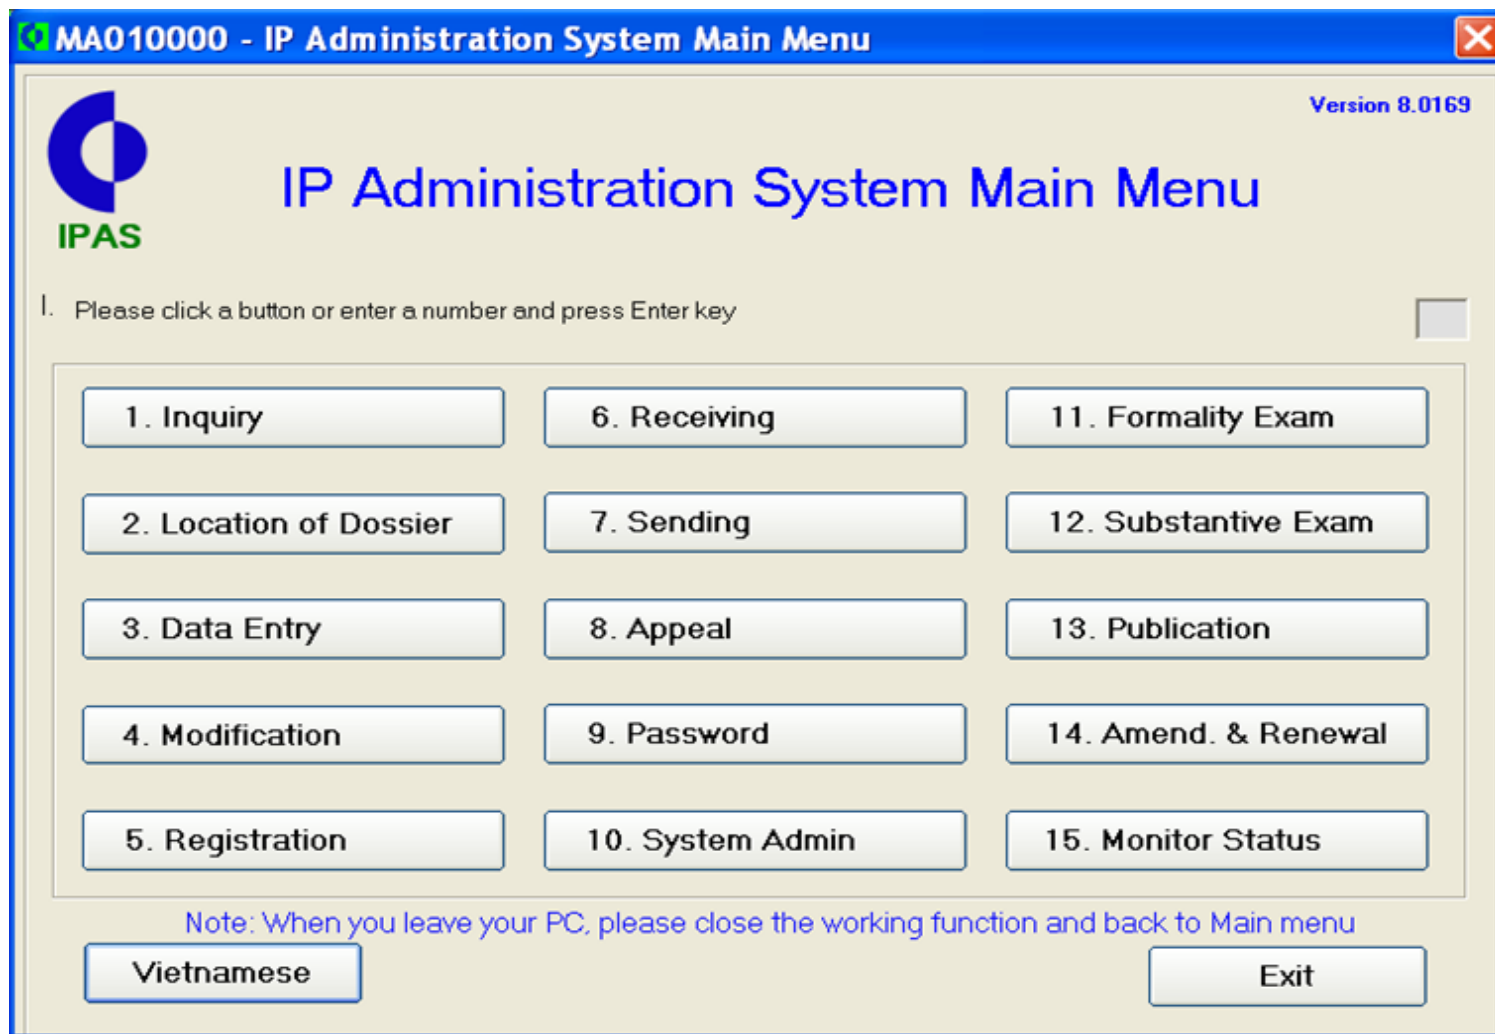 MA010000 - IP Administration System Main Menu
Version 8.0169
IP Administration System Main Menu
IPAS
I. Please click a button or enter a number and press Enter key
1. Inquiry
6. Receiving
11. Formality Exam
2. Location of Dossier
7. Sending
12. Substantive Exam
3. Data Entry
8. Appeal
13. Publication
4. Modification
9. Password
14. Amend. & Renewal
5. Registration
10. System Admin
15. Monitor Status
Note: When you leave your PC, please close the working function and back to Main menu
Vietnamese
Exit